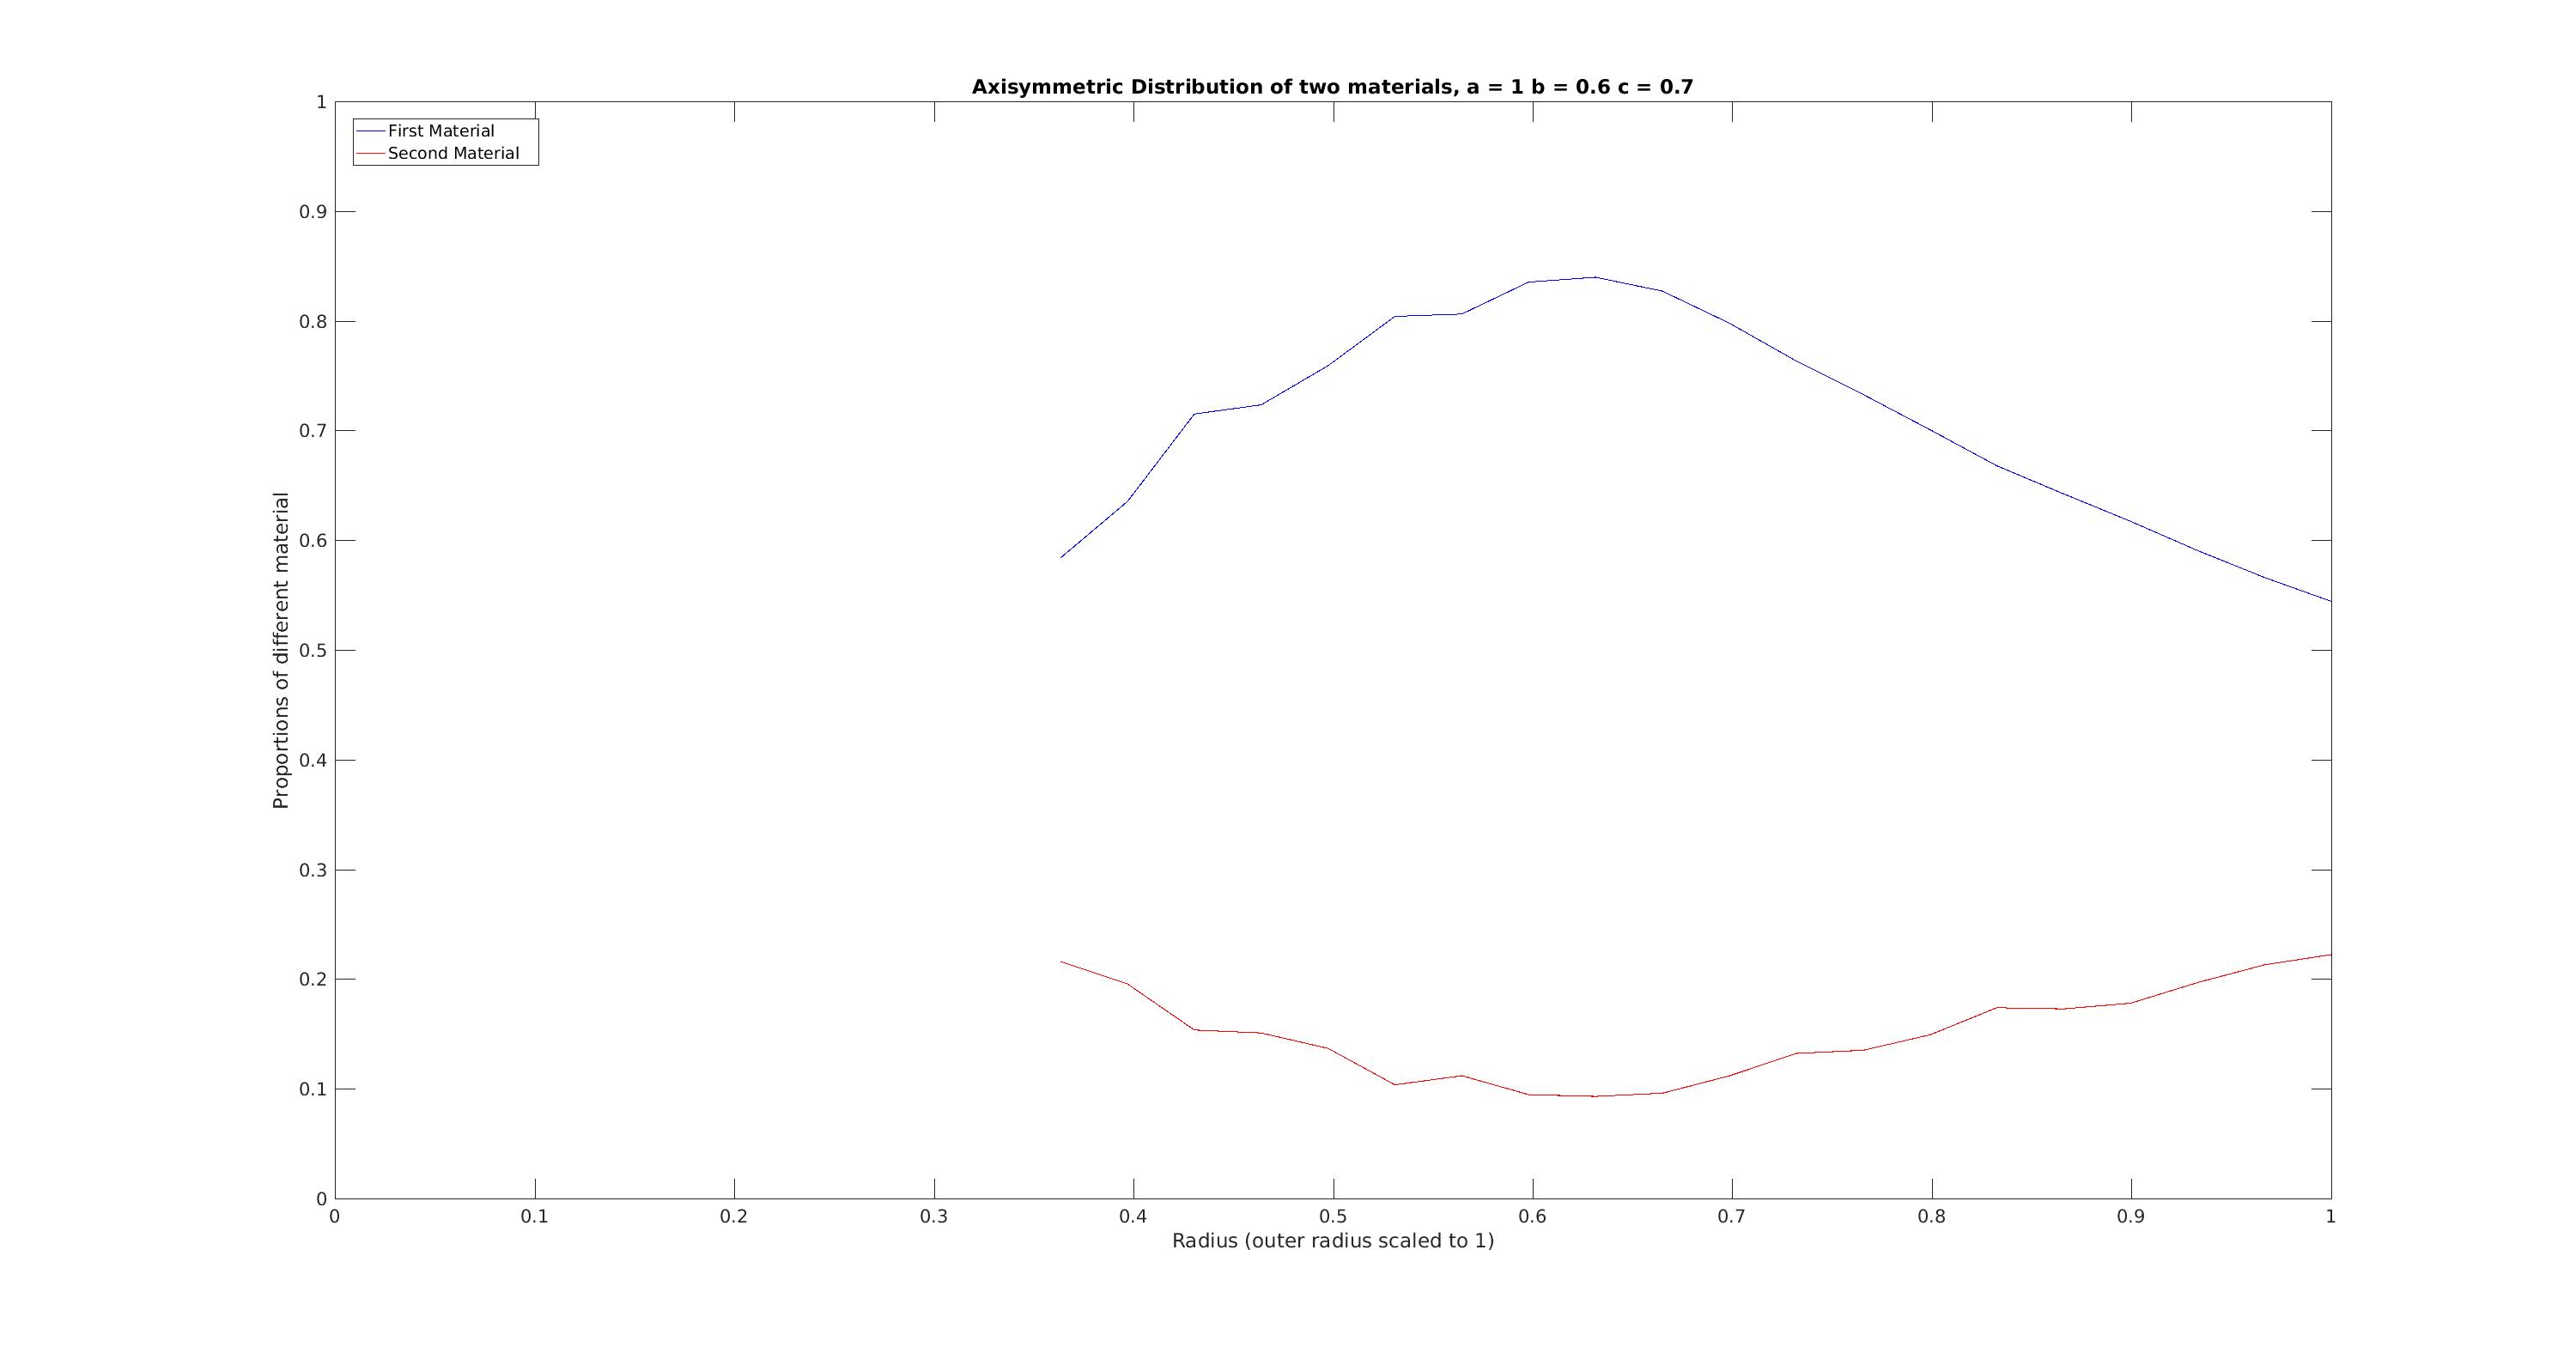 Axisymmetric Distribution of two materials, a = 1 b = 0.6 c = 0.7
First Material
Second Material
Proportions of different material
1
0.9
0.8
0.7
0.6
0.5
0.4
0.3
0.2
0.1
0
0 0.1 0.2 0.3 0.4 0.5 0.6 0.7 0.8 0.9 1
Radius (outer radius scaled to 1)